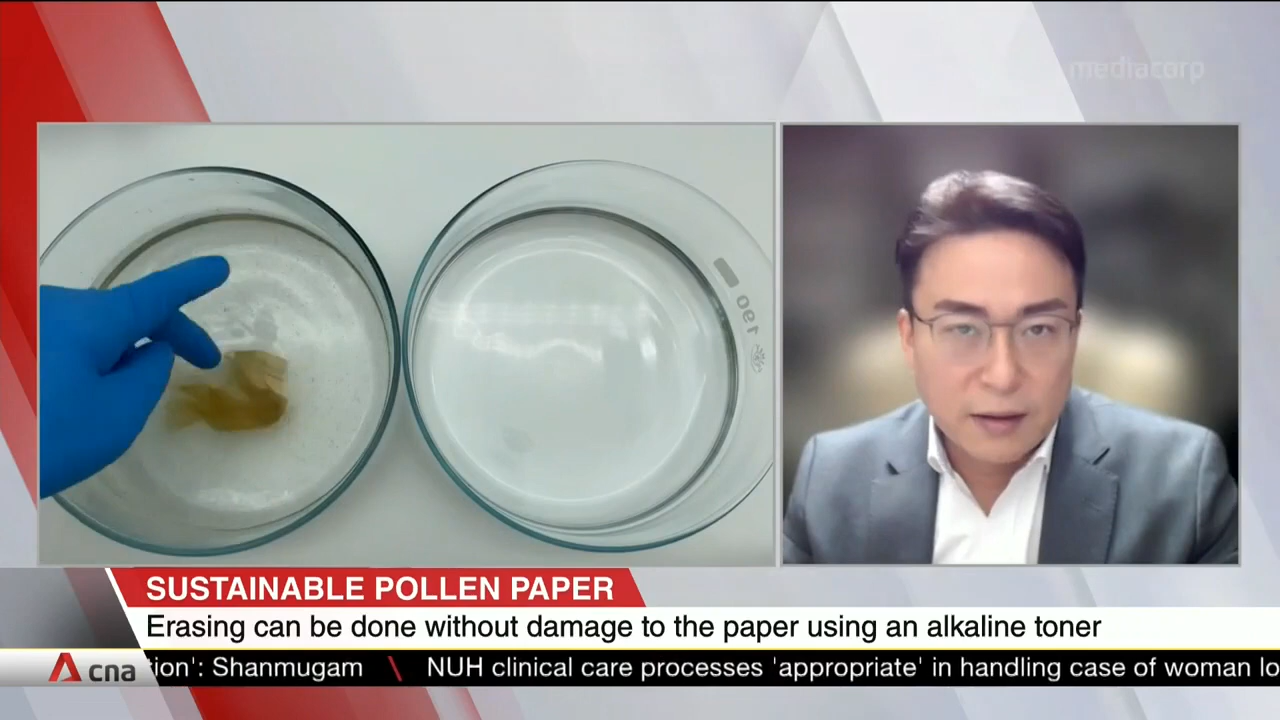 mediacorp
190
SUSTAINABLE POLLEN PAPER
Erasing can be done without damage to the paper using an alkaline toner
cna
tion': Shanmugam \ NUH clinical care processes 'appropriate' in handling case of woman lo